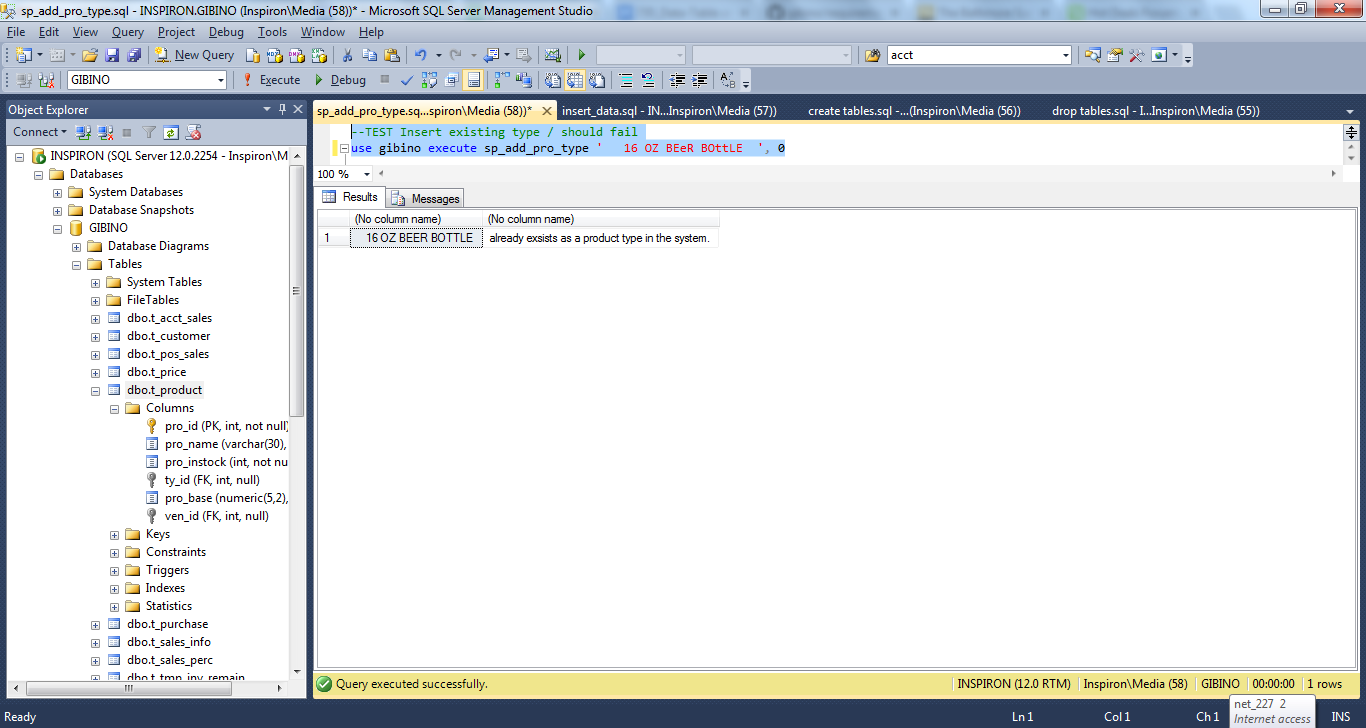 sp_add_pro_type.sql - INSPIRON.GIBINO (Inspiron\Media (58))* - Microsoft SQL Server Management Studio
File Edit View Query Project Debug Tools Window Help
New Query acct
GIBINO Execute Debug
Object Explorer
Connect
INSPIRON (SQL Server 12.0.2254 - Inspiron\M
Databases
System Databases
Database Snapshots
GIBINO
Database Diagrams
Tables
System Tables
FileTables
dbo.t_acct_sales
dbo.t_customer
dbo.t_pos_sales
dbo.t_price
dbo.t_product
Columns
pro_id (PK, int, not null)
pro_name (varchar(30),
pro_instock (int, not nu
ty_id (FK, int, null)
pro_base (numeric(5,2),
ven_id (FK, int, null)
Keys
Constraints
Triggers
Indexes
Statistics
dbo.t_purchase
dbo.t_sales_info
dbo.t_sales_perc
dbo.t_tmp_inv_remain
sp_add_pro_type.sq...spiron\Media (58))* insert_data.sql - IN...Inspiron\Media (57)) create tables.sql -...(Inspiron\Media (56)) drop tables.sql - I...Inspiron\Media (55))
--TEST Insert existing type / should fail
use gibino execute sp_add_pro_type '   16 OZ BEeR BOttLE  ', 0
100 %
Results Messages
(No column name) (No column name)
1 16 OZ BEER BOTTLE already exsists as a product type in the system.
Query executed successfully. INSPIRON (12.0 RTM) Inspiron\Media (58) GIBINO 00:00:00 1 rows
net_227 2
Internet access
Ready Ln 1 Col 1 Ch 1 INS